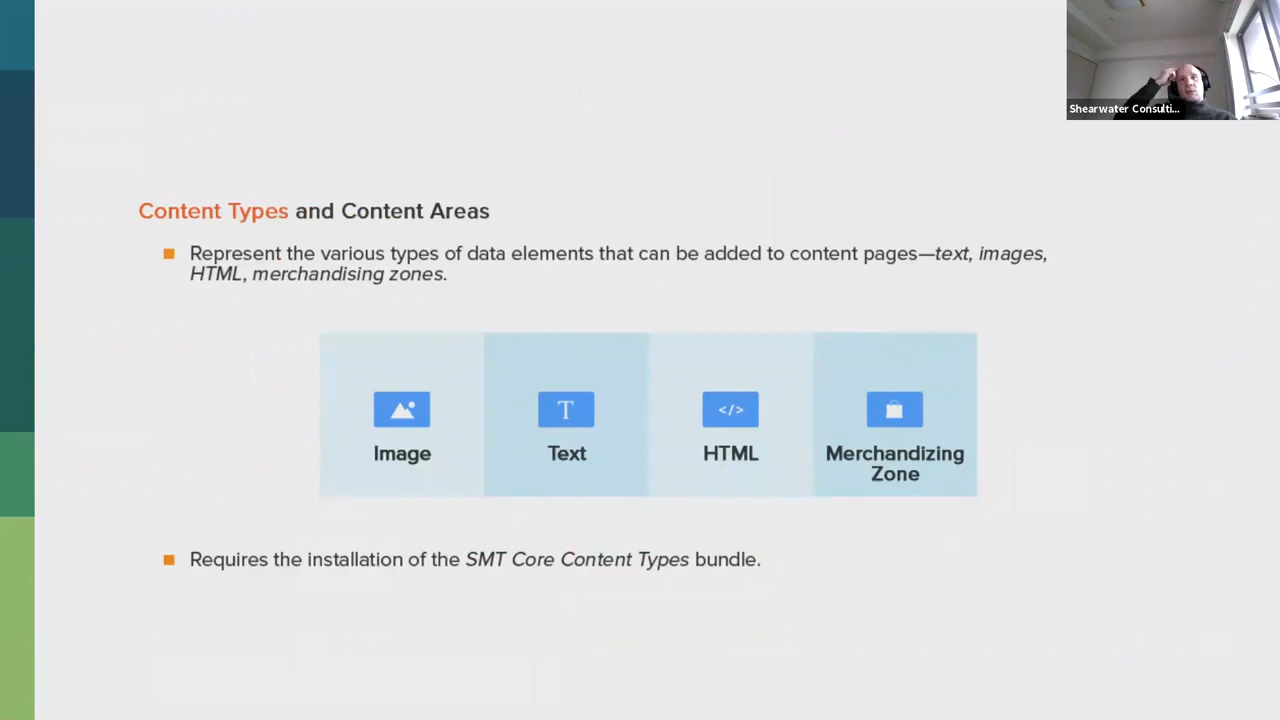 Shearwater Consulti...
Content Types and Content Areas
Represent the various types of data elements that can be added to content pages—text, images,
HTML, merchandising zones.
Image
Text
HTML
Merchandizing
Zone
T
</>
Requires the installation of the SMT Core Content Types bundle.